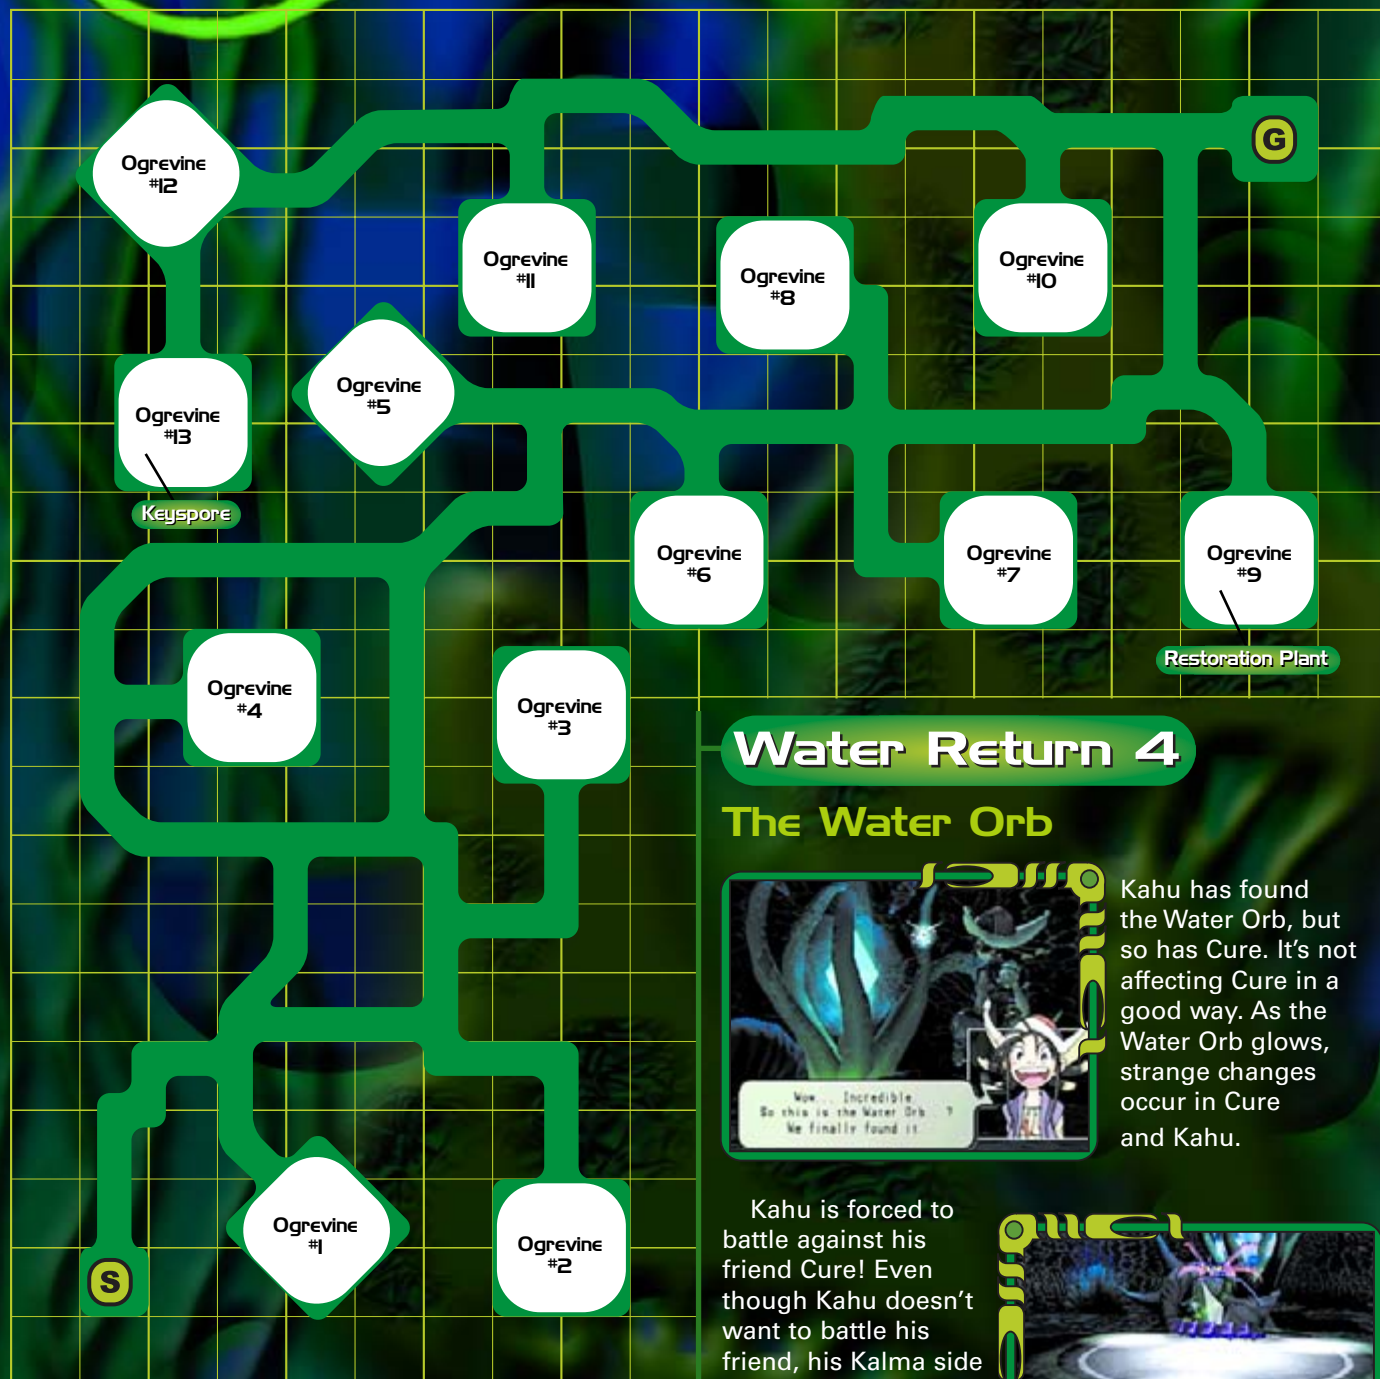 G
Ogrevine
#12
Ogrevine
#11
Ogrevine
#8
Ogrevine
#10
Ogrevine
#5
Ogrevine
#13
Keyspore
Ogrevine
#6
Ogrevine
#7
Ogrevine
#9
Restoration Plant
Ogrevine
#4
Ogrevine
#3
Ogrevine
#1
Ogrevine
#2
S
Water Return 4
The Water Orb
Kahu has found
the Water Orb, but
so has Cure. It’s not
affecting Cure in a
good way. As the
Water Orb glows,
strange changes
occur in Cure
and Kahu.
Wow... Incredible.
So this is the Water Orb...?
We finally found it.
Kahu is forced to
battle against his
friend Cure! Even
though Kahu doesn’t
want to battle his
friend, his Kalma side